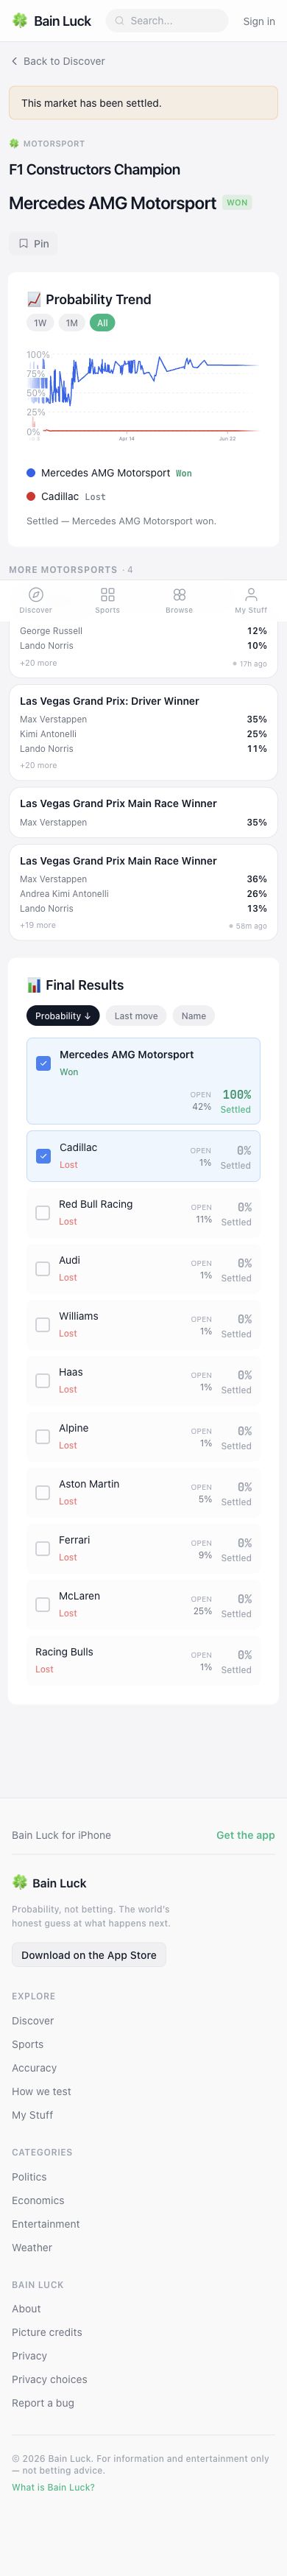 Bain Luck
Search...
Sign in
Back to Discover
This market has been settled.
MOTORSPORT
F1 Constructors Champion
Mercedes AMG Motorsport WON
Pin
Probability Trend
1W 1M All
100%
75%
50%
25%
0%
Apr 14
Jun 22
Mercedes AMG Motorsport Won
Cadillac Lost
Settled — Mercedes AMG Motorsport won.
MORE MOTORSPORTS · 4
Discover
Sports
Browse
My Stuff
George Russell 12%
Lando Norris 10%
+20 more
17h ago
Las Vegas Grand Prix: Driver Winner
Max Verstappen 35%
Kimi Antonelli 25%
Lando Norris 11%
+20 more
Las Vegas Grand Prix Main Race Winner
Max Verstappen 35%
Las Vegas Grand Prix Main Race Winner
Max Verstappen 36%
Andrea Kimi Antonelli 26%
Lando Norris 13%
+19 more
58m ago
Final Results
Probability ↓ Last move Name
Mercedes AMG Motorsport
Won
OPEN 100%
42% Settled
Cadillac
Lost
OPEN 0%
1% Settled
Red Bull Racing
Lost
OPEN 0%
11% Settled
Audi
Lost
OPEN 0%
1% Settled
Williams
Lost
OPEN 0%
1% Settled
Haas
Lost
OPEN 0%
1% Settled
Alpine
Lost
OPEN 0%
1% Settled
Aston Martin
Lost
OPEN 0%
5% Settled
Ferrari
Lost
OPEN 0%
9% Settled
McLaren
Lost
OPEN 0%
25% Settled
Racing Bulls
Lost
OPEN 0%
1% Settled
Bain Luck for iPhone
Get the app
Bain Luck
Probability, not betting. The world's
honest guess at what happens next.
Download on the App Store
EXPLORE
Discover
Sports
Accuracy
How we test
My Stuff
CATEGORIES
Politics
Economics
Entertainment
Weather
BAIN LUCK
About
Picture credits
Privacy
Privacy choices
Report a bug
© 2026 Bain Luck. For information and entertainment only
— not betting advice.
What is Bain Luck?